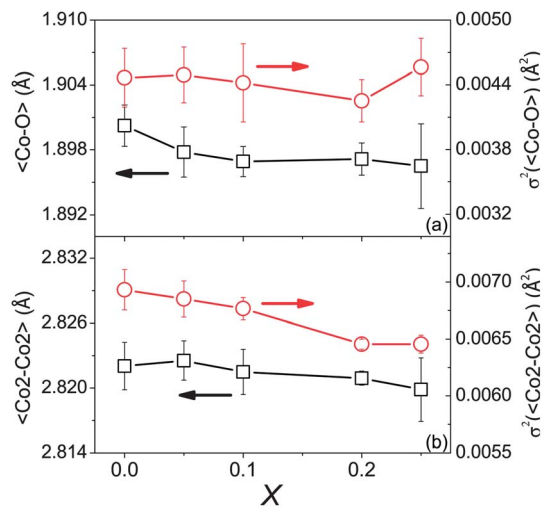 1.910
1.904
1.898
1.892
<Co-O> (Å)
0.0050
0.0044
0.0038
0.0032
σ²(<Co-O>) (Å²)
(a)
2.832
2.826
2.820
2.814
<Co2-Co2> (Å)
0.0070
0.0065
0.0060
0.0055
σ²(<Co2-Co2>) (Å²)
(b)
0.0 0.1 0.2
X